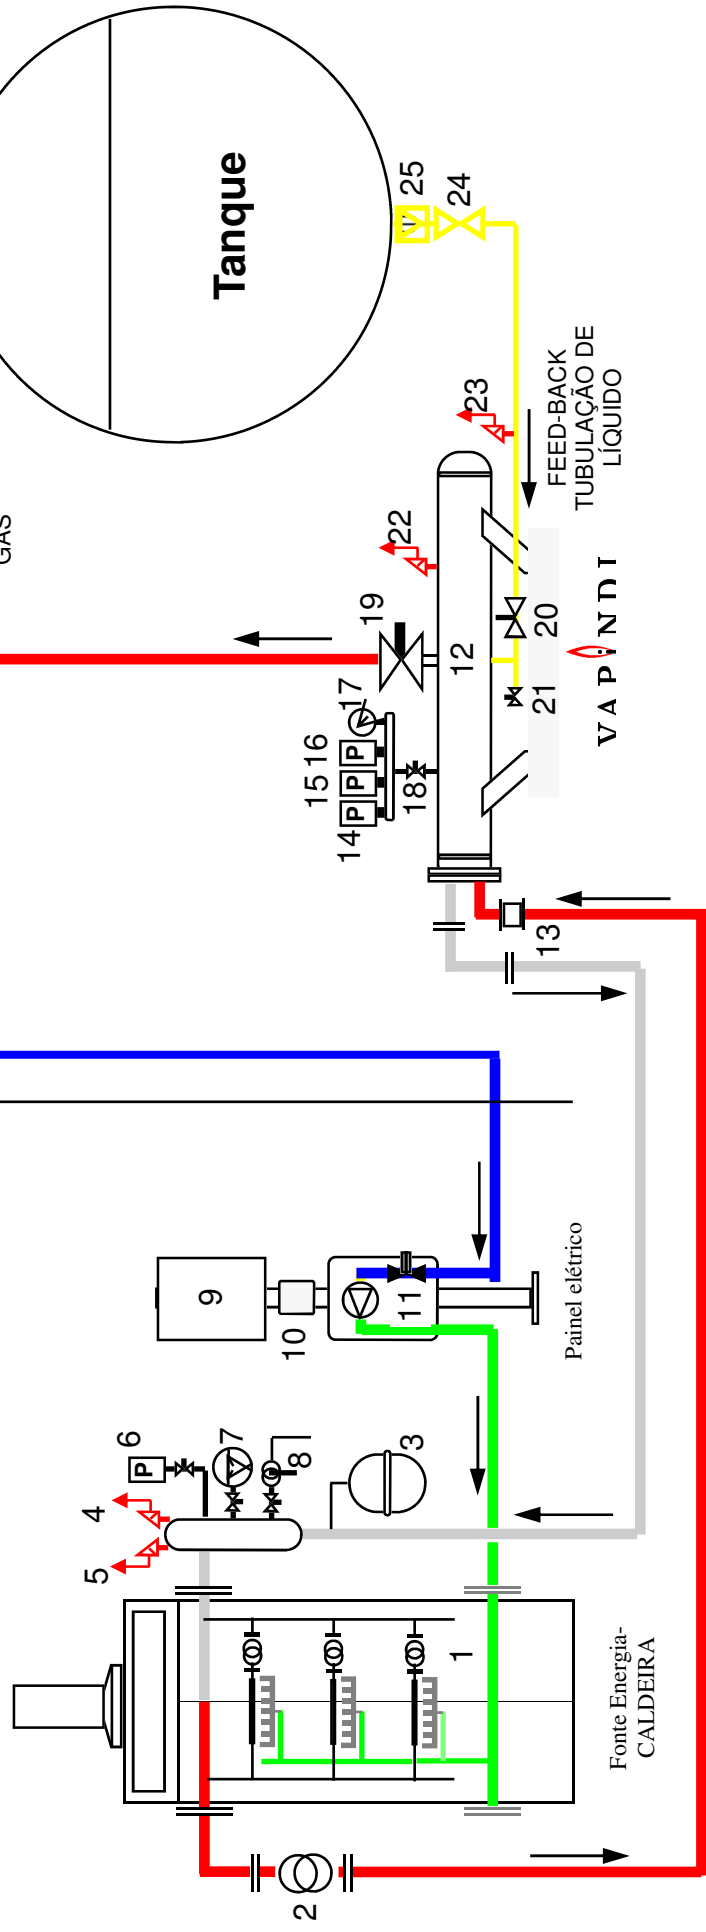 GÁS
Tanque
25
24
23
FEED-BACK
TUBULAÇÃO DE
LÍQUIDO
22
19
12
20
21
VAPINDI
17
16
15
14
P
P
P
18
13
9
10
11
Painel elétrico
6
P
7
8
3
4
5
1
Fonte Energia-
CALDEIRA
2